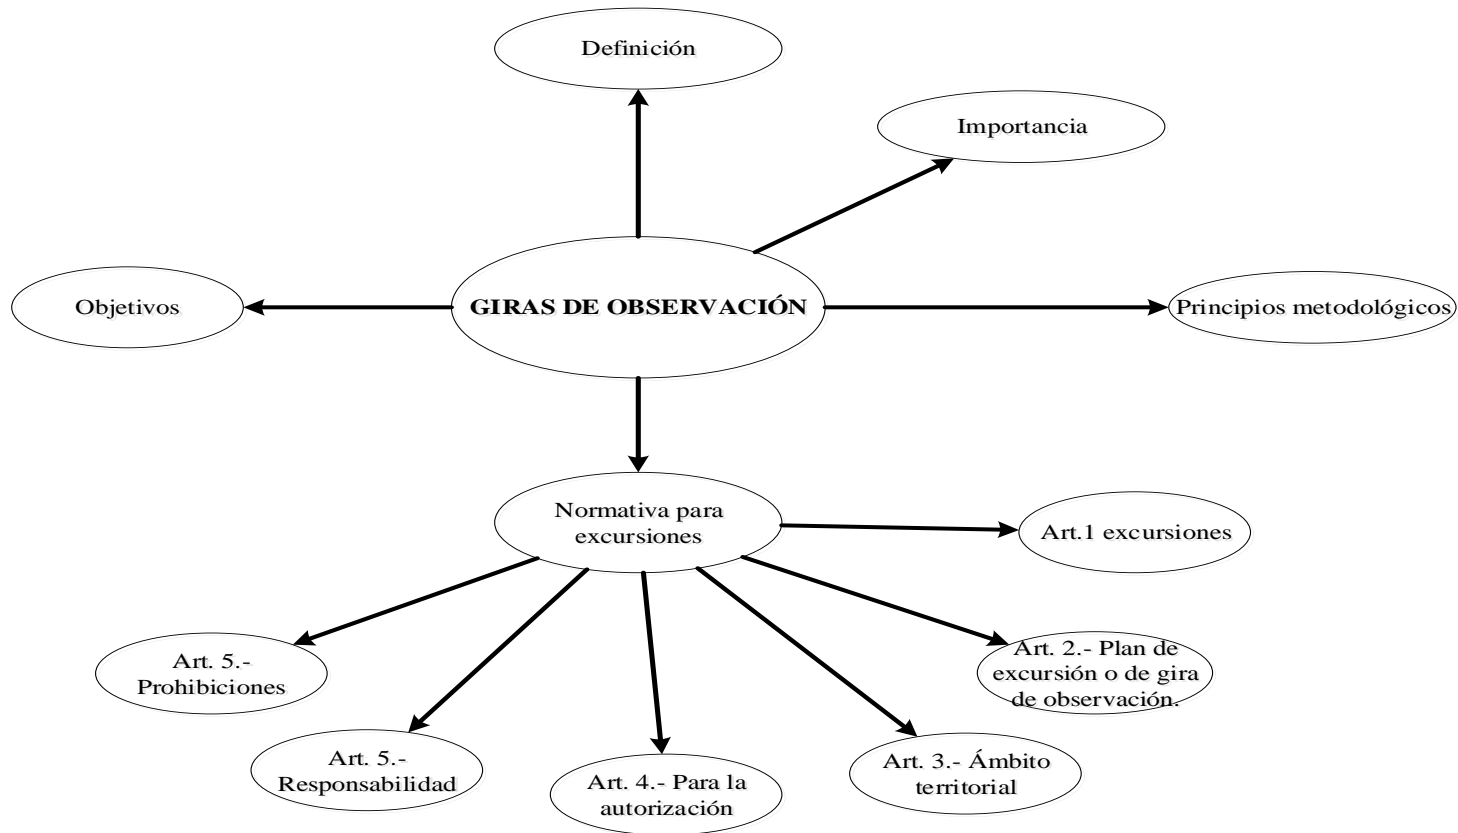 Definición
Importancia
Objetivos
GIRAS DE OBSERVACIÓN
Principios metodológicos
Normativa para
excursiones
Art.1 excursiones
Art. 5.-
Prohibiciones
Art. 2.- Plan de
excursión o de gira
de observación.
Art. 5.-
Responsabilidad
Art. 4.- Para la
autorización
Art. 3.- Ámbito
territorial